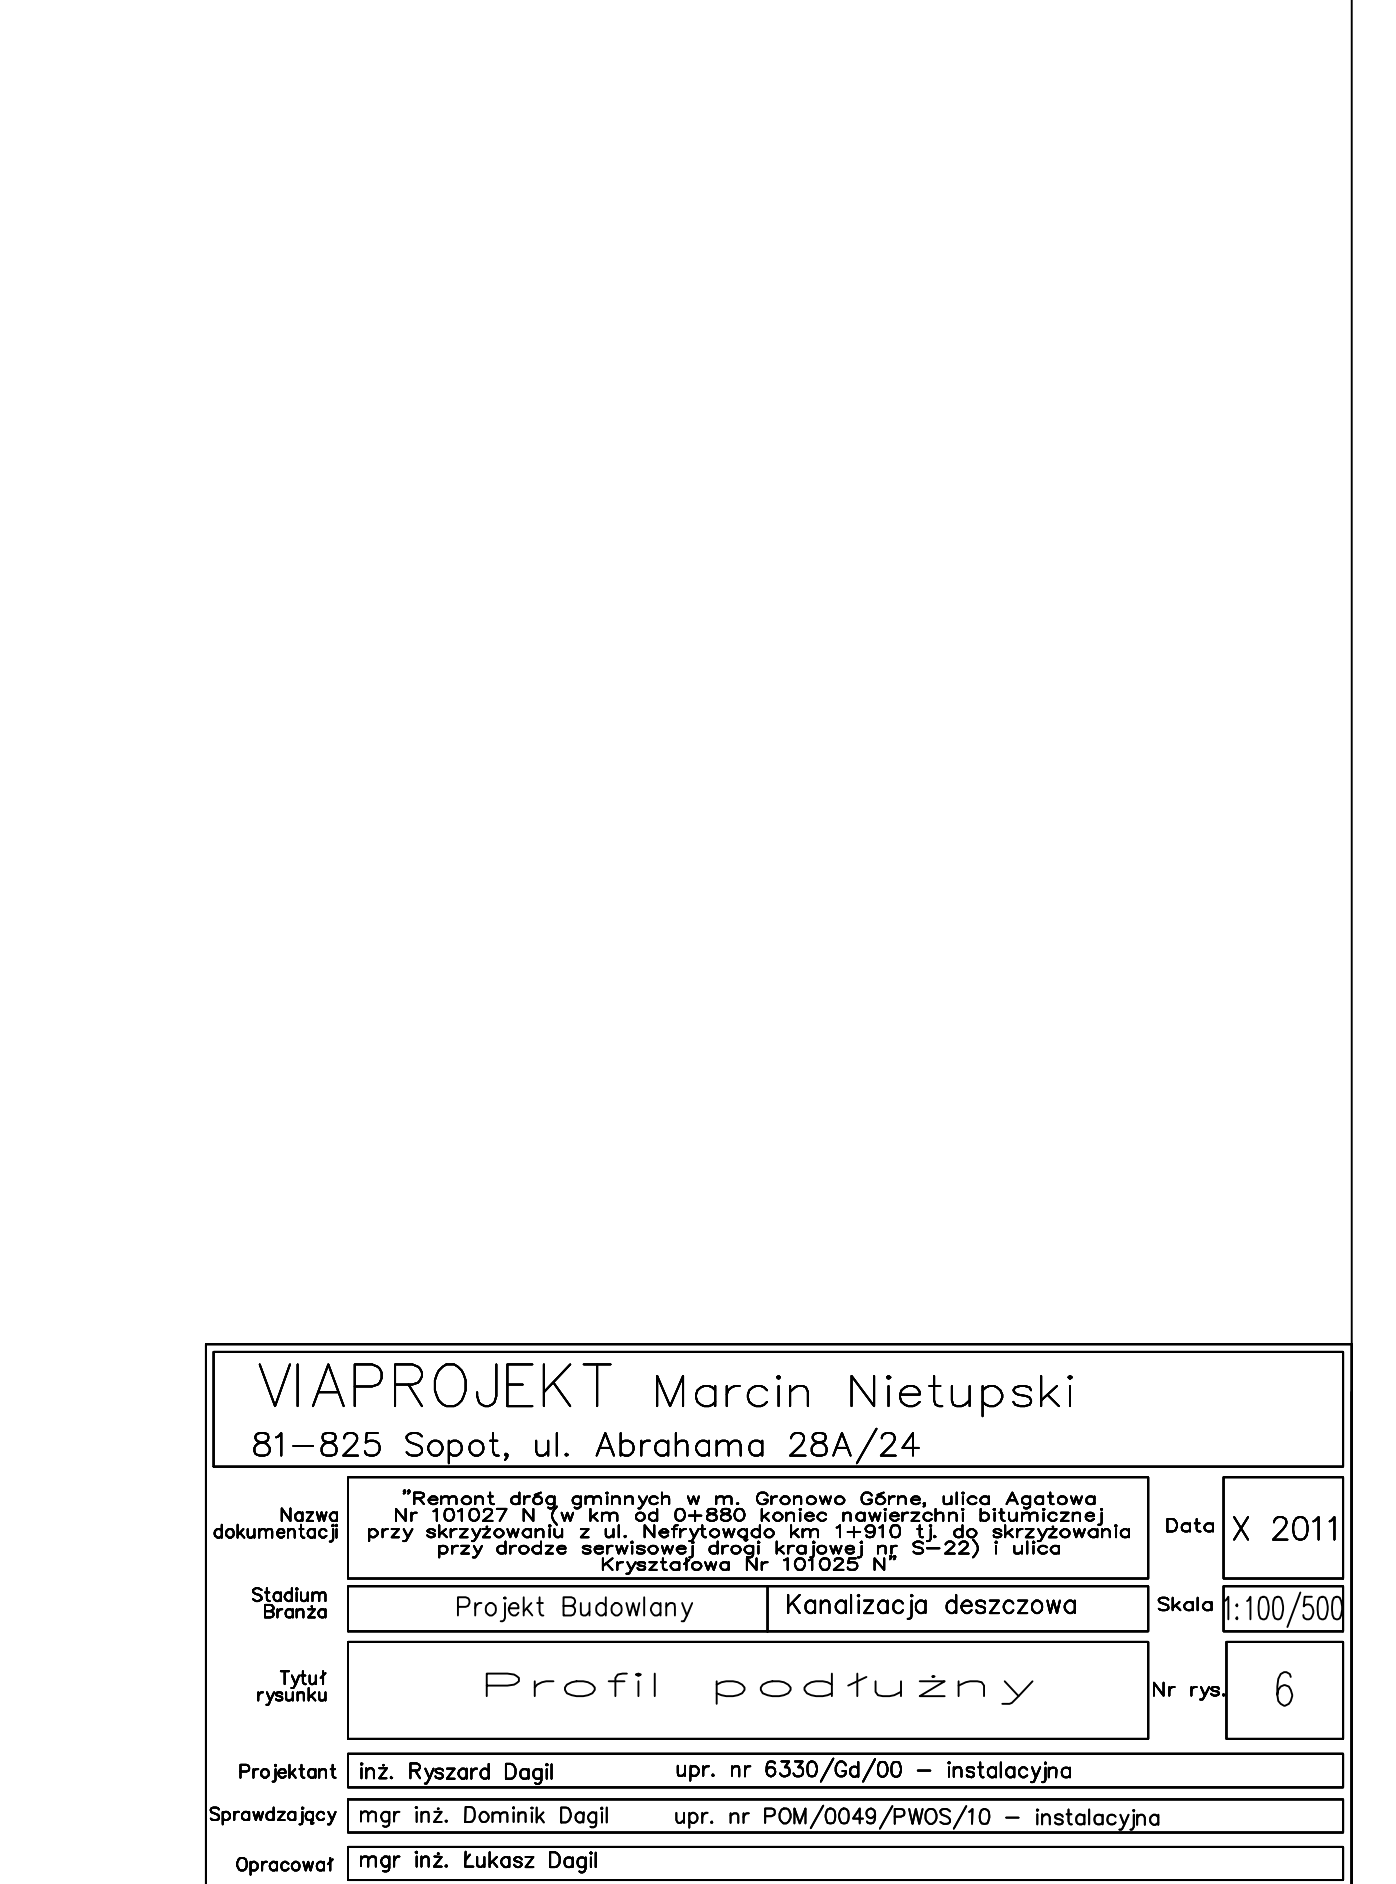 VIAPROJEKT Marcin Nietupski
81-825 Sopot, ul. Abrahama 28A/24
Nazwa
dokumentacji
"Remont dróg gminnych w m. Gronowo Górne, ulica Agatowa
Nr 101027 N (w km od 0+880 koniec nawierzchni bitumicznej
przy skrzyżowaniu z ul. Nefrytowądo km 1+910 tj. do skrzyżowania
przy drodze serwisowej drogi krajowej nr S-22) i ulica
Kryształowa Nr 101025 N"
Data
X 2011
Stadium
Branża
Projekt Budowlany
Kanalizacja deszczowa
Skala
1:100/500
Tytuł
rysunku
Profil podłużny
Nr rys.
6
Projektant
inż. Ryszard Dagil upr. nr 6330/Gd/00 - instalacyjna
Sprawdzający
mgr inż. Dominik Dagil upr. nr POM/0049/PWOS/10 - instalacyjna
Opracował
mgr inż. Łukasz Dagil